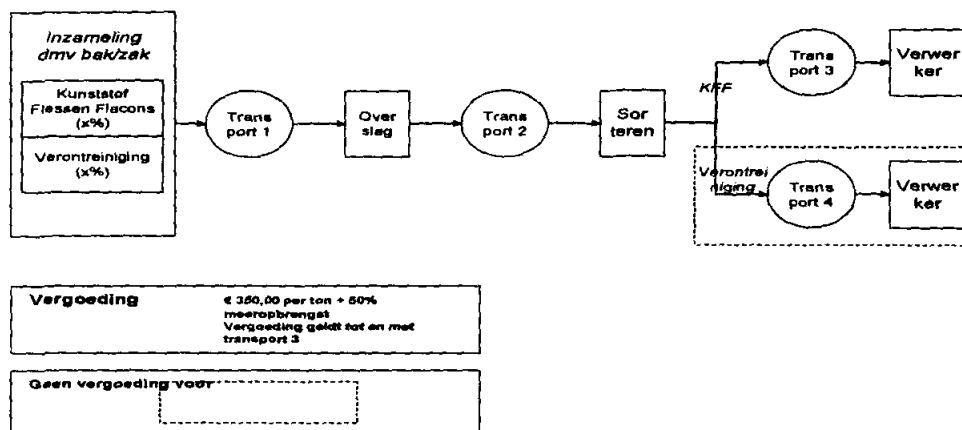 Inzameling
dmv bak/zak
Kunststof
Flessen Flacons
(x%)
Verontreiniging
(x%)
Trans
port 1
Over
slag
Trans
port 2
Sor
teren
KFF
Trans
port 3
Verwer
ker
Verontrei
niging
Trans
port 4
Verwer
ker
Vergoeding
€ 350,00 per ton + 50%
meeropbrengst
Vergoeding geldt tot en met
transport 3
Geen vergoeding voor